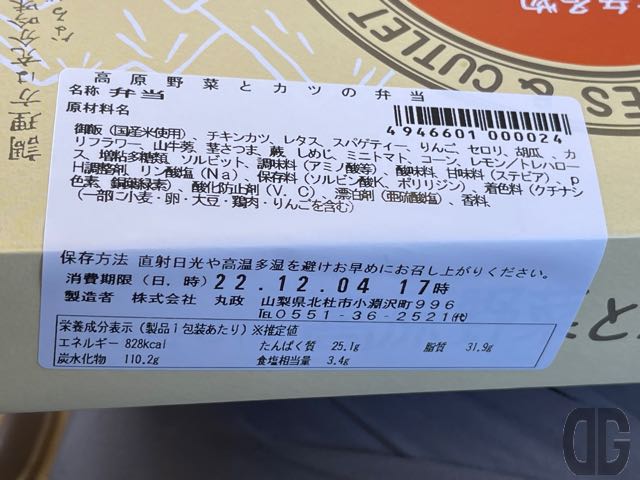 調理方は充分吟味
なる
ES & CUTLET
高原野菜とカツの弁当
名称 弁当
原材料名
4946601 000024
御飯（国産米使用）、チキンカツ、レタス、スパゲティー、りんご、セロリ、胡瓜、カ
リフラワー、山牛蒡、茎さつま、蕨、しめじ、ミニトマト、コーン、レモン／トレハロー
ス、増粘多糖類、ソルビット、調味料（アミノ酸等）、酸味料、甘味料（ステビア）、p
H調整剤、リン酸塩（Na）、保存料（ソルビン酸K、ポリリジン）、着色料（クチナシ
色素、銅葉緑素）、酸化防止剤（V.C）、漂白剤（亜硫酸塩）、香料、
（一部に小麦・卵・大豆・鶏肉・りんごを含む）
保存方法 直射日光や高温多湿を避けお早めにお召し上がりください。
消費期限（日，時） 22.12.04 17時
製造者 株式会社 丸政 山梨県北杜市小淵沢町996
TEL0551-36-2521(代)
栄養成分表示（製品1包装あたり）※推定値
エネルギー 828kcal たんぱく質 25.1g 脂質 31.9g
炭水化物 110.2g 食塩相当量 3.4g
DG